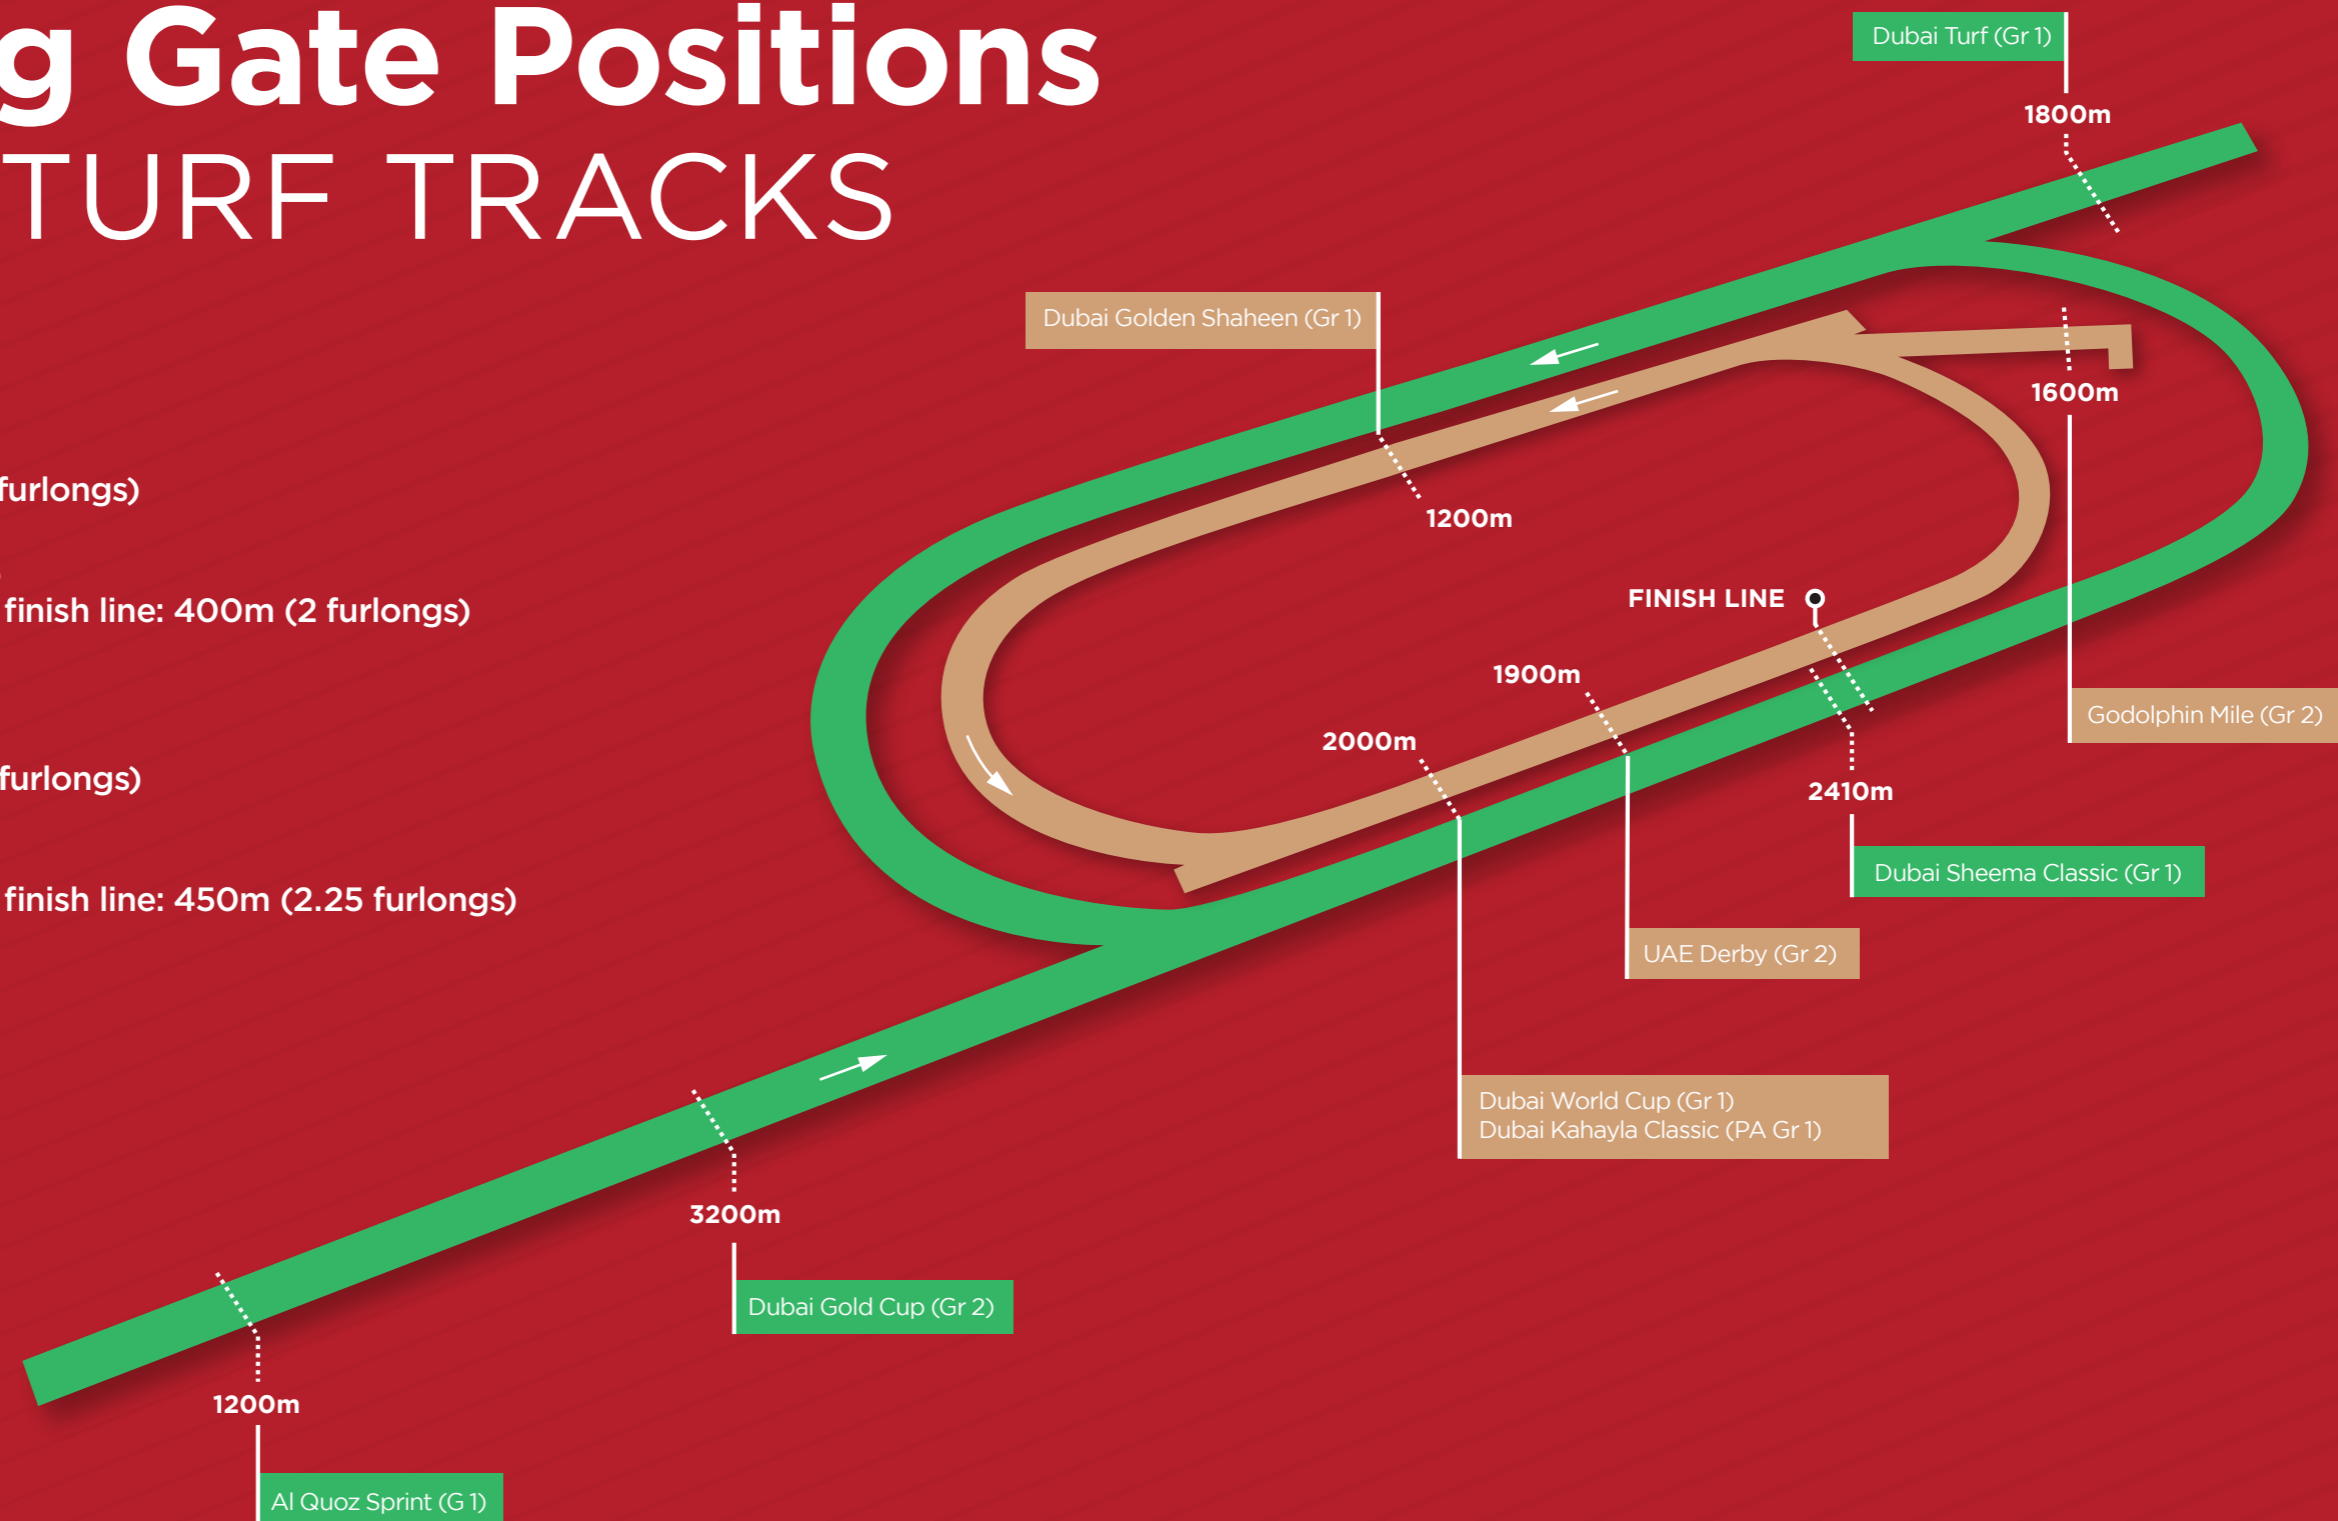 g Gate Positions
TURF TRACKS
furlongs)
finish line: 400m (2 furlongs)
furlongs)
finish line: 450m (2.25 furlongs)
Dubai Turf (Gr 1)
1800m
Dubai Golden Shaheen (Gr 1)
1200m
1600m
Godolphin Mile (Gr 2)
FINISH LINE
1900m
2000m
2410m
Dubai Sheema Classic (Gr 1)
UAE Derby (Gr 2)
Dubai World Cup (Gr 1)
Dubai Kahayla Classic (PA Gr 1)
3200m
Dubai Gold Cup (Gr 2)
1200m
Al Quoz Sprint (G 1)